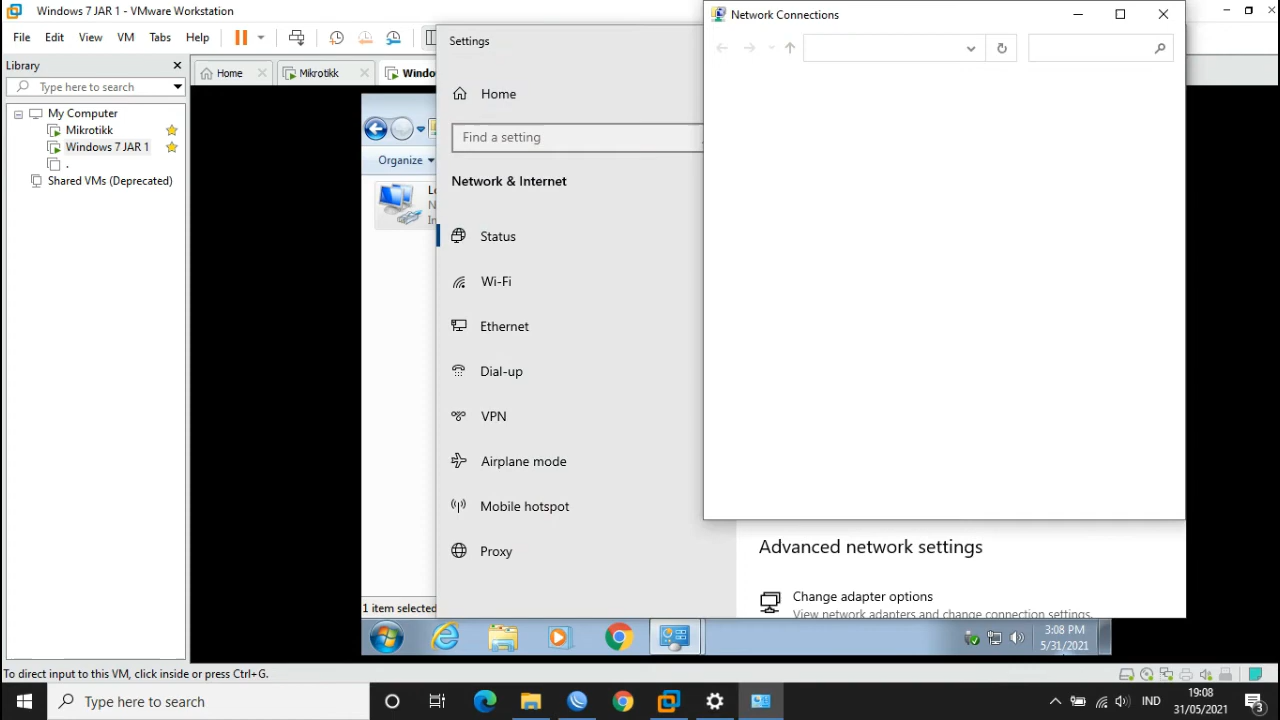 Windows 7 JAR 1 - VMware Workstation
File Edit View VM Tabs Help
Library
Type here to search
My Computer
Mikrotikk
Windows 7 JAR 1
.
Shared VMs (Deprecated)
Home
Mikrotikk
Windo
Organize
1 item selected
Settings
Home
Find a setting
Network & Internet
Status
Wi-Fi
Ethernet
Dial-up
VPN
Airplane mode
Mobile hotspot
Proxy
Network Connections
Advanced network settings
Change adapter options
View network adapters and change connection settings.
3:08 PM
5/31/2021
To direct input to this VM, click inside or press Ctrl+G.
Type here to search
IND
19:08
31/05/2021
3